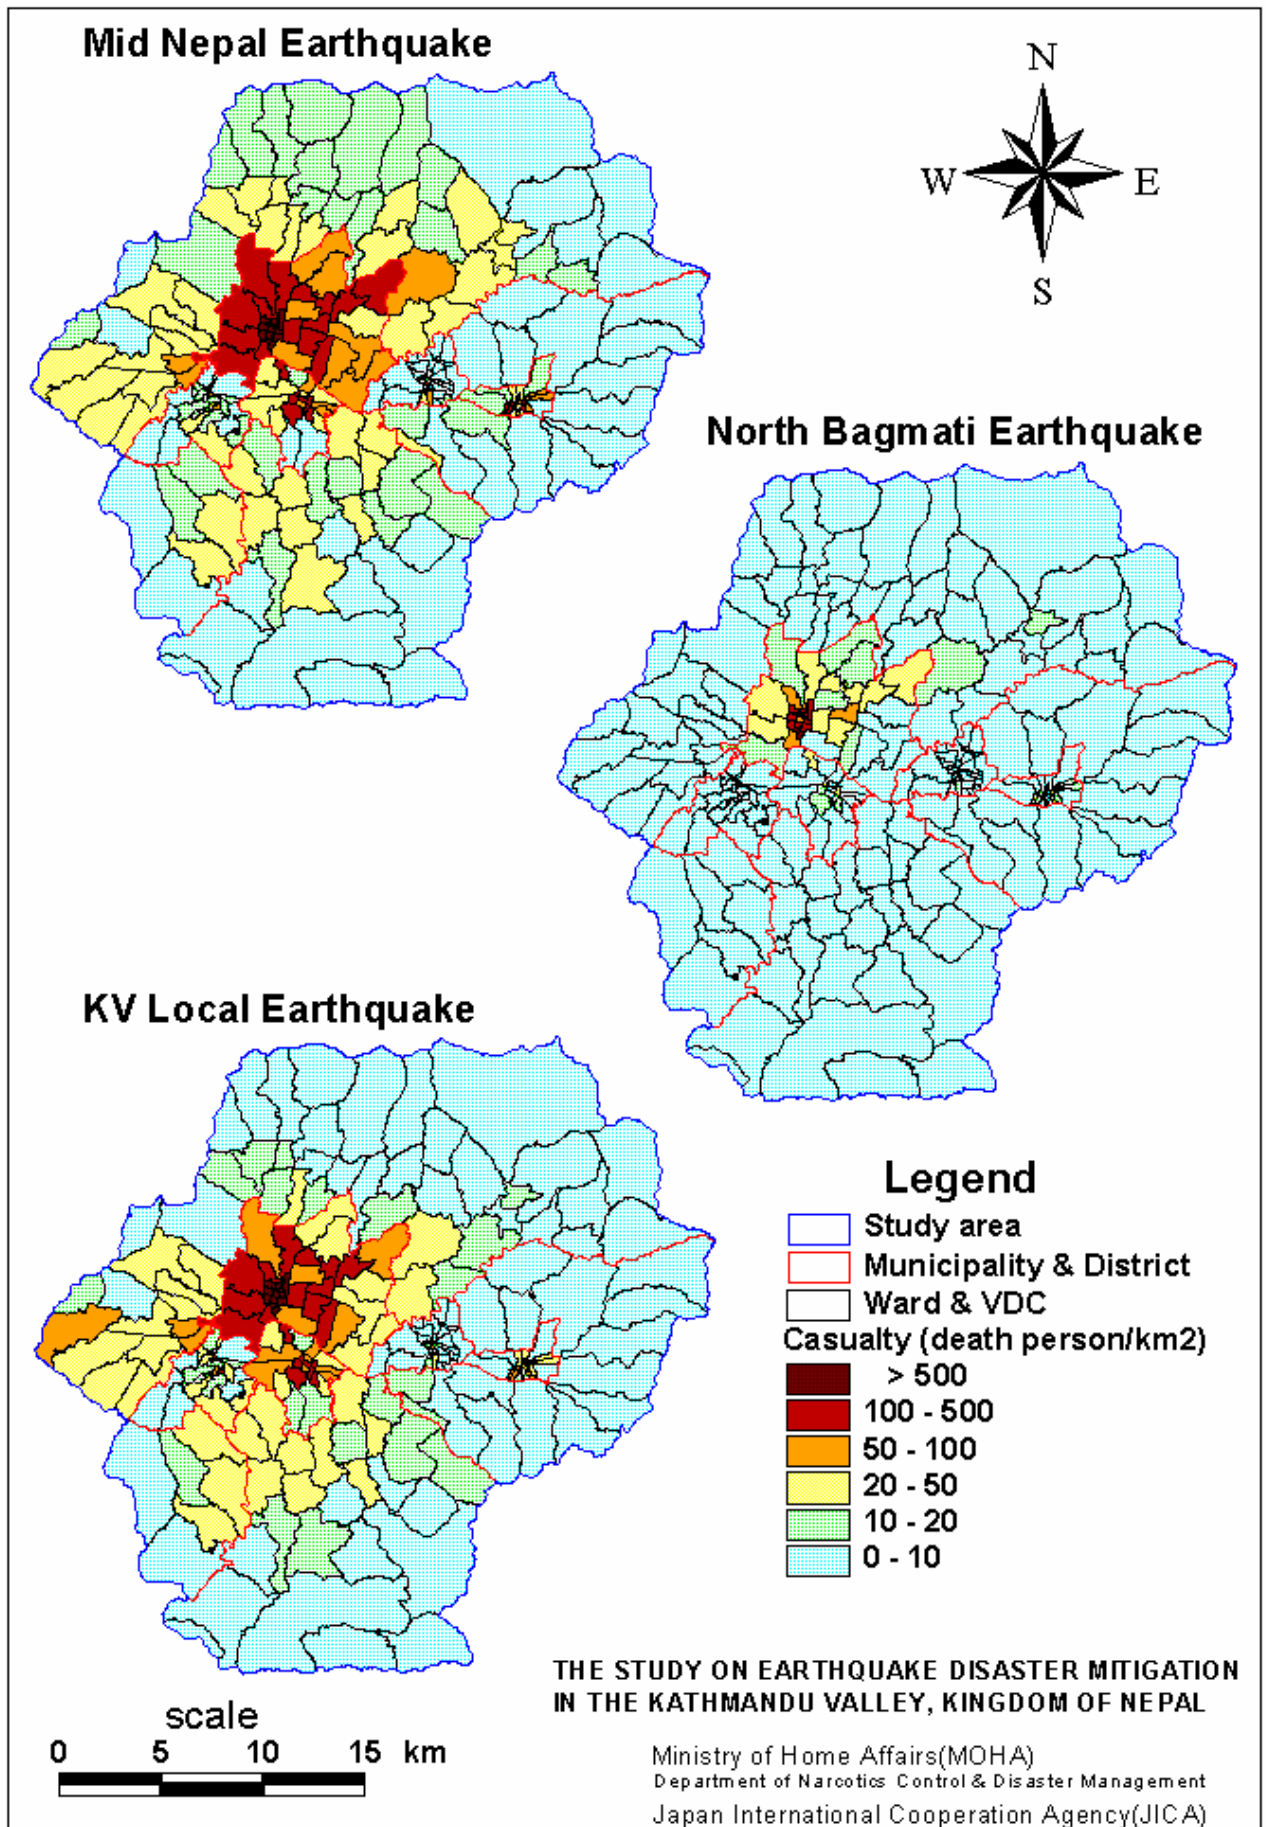 Mid Nepal Earthquake
N
W
E
S
North Bagmati Earthquake
KV Local Earthquake
Legend
Study area
Municipality & District
Ward & VDC
Casualty (death person/km2)
> 500
100 - 500
50 - 100
20 - 50
10 - 20
0 - 10
THE STUDY ON EARTHQUAKE DISASTER MITIGATION
IN THE KATHMANDU VALLEY, KINGDOM OF NEPAL
scale
0 5 10 15 km
Ministry of Home Affairs(MOHA)
Department of Narcotics Control & Disaster Management
Japan International Cooperation Agency(JICA)